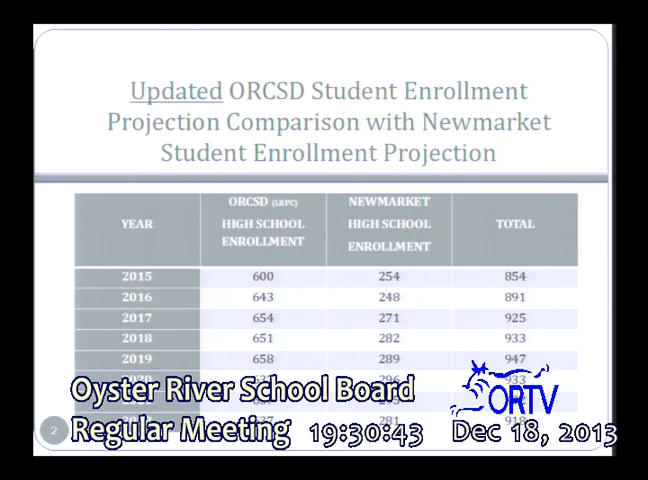 Updated ORCSD Student Enrollment
Projection Comparison with Newmarket
Student Enrollment Projection
YEAR ORCSD (LRPC) HIGH SCHOOL ENROLLMENT NEWMARKET HIGH SCHOOL ENROLLMENT TOTAL
2015 600 254 854
2016 643 248 891
2017 654 271 925
2018 651 282 933
2019 658 289 947
296 933
281 918
Oyster River School Board
ORTV
2 Regular Meeting 19:30:43 Dec 18, 2013